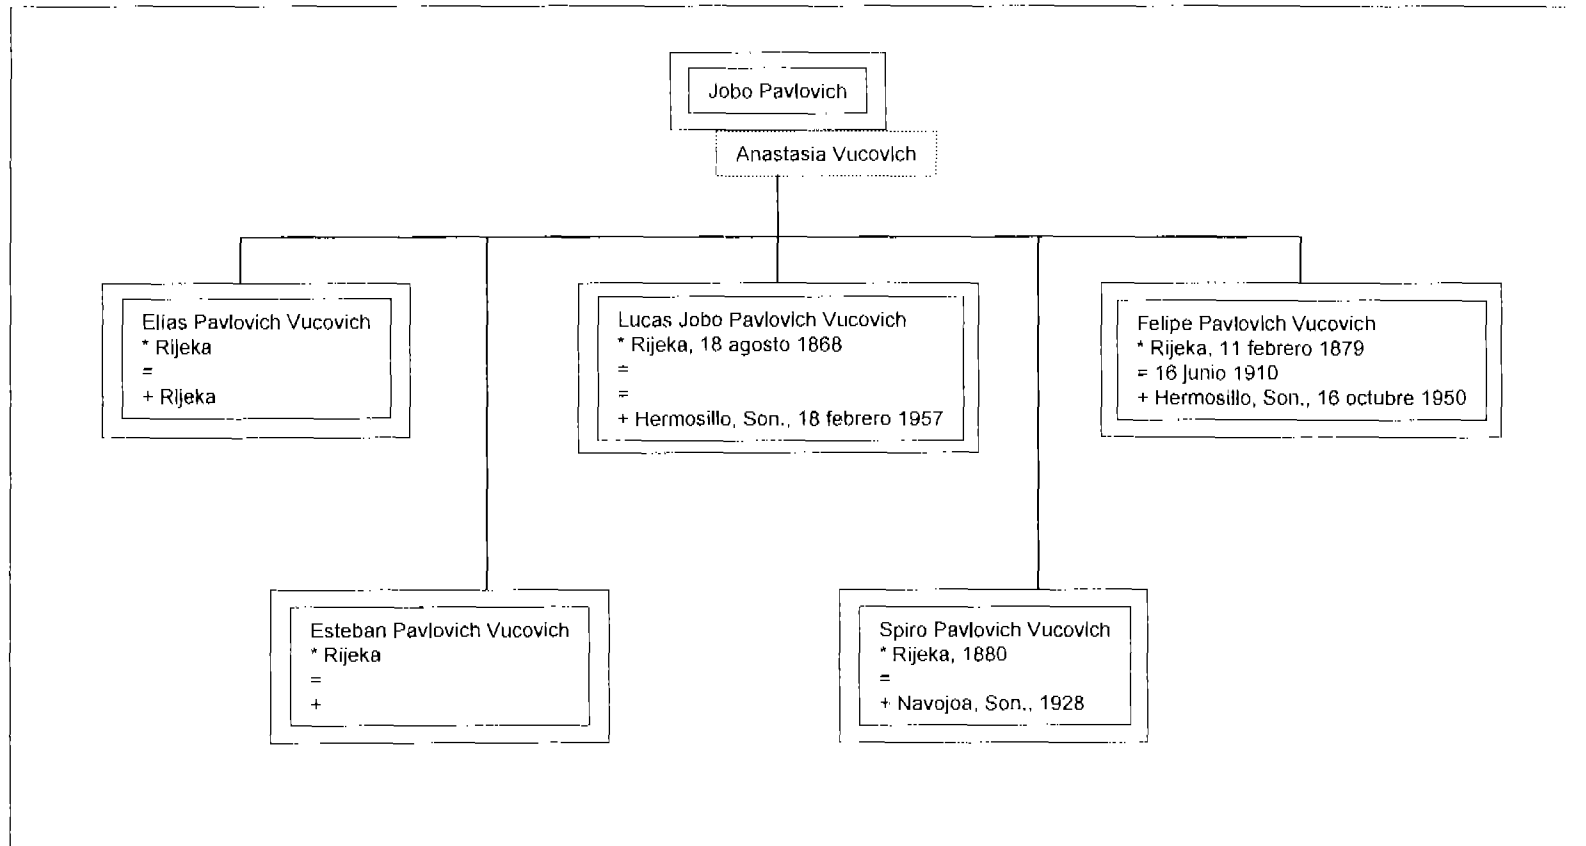 Jobo Pavlovich
Anastasia Vucovich
Elías Pavlovich Vucovich
* Rijeka
=
+ Rijeka
Lucas Jobo Pavlovich Vucovich
* Rijeka, 18 agosto 1868
=
=
+ Hermosillo, Son., 18 febrero 1957
Felipe Pavlovich Vucovich
* Rijeka, 11 febrero 1879
= 16 junio 1910
+ Hermosillo, Son., 16 octubre 1950
Esteban Pavlovich Vucovich
* Rijeka
=
+
Spiro Pavlovich Vucovich
* Rijeka, 1880
=
+ Navojoa, Son., 1928